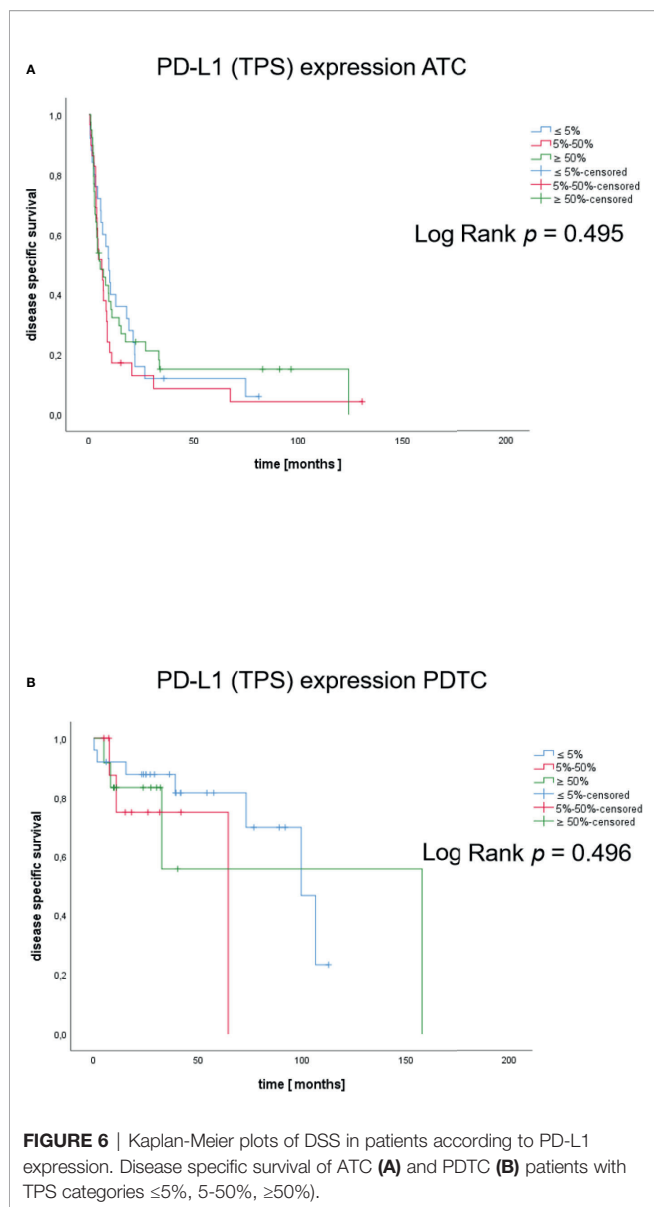 A
PD-L1 (TPS) expression ATC
1,0
0,8
0,6
0,4
0,2
0,0
disease specific survival
0
50
100
150
200
time [months]
≤ 5%
5%-50%
≥ 50%
≤ 5%-censored
5%-50%-censored
≥ 50%-censored
Log Rank p = 0.495
B
PD-L1 (TPS) expression PDTC
1,0
0,8
0,6
0,4
0,2
0,0
disease specific survival
0
50
100
150
200
time [months]
≤ 5%
5%-50%
≥ 50%
≤ 5%-censored
5%-50%-censored
≥ 50%-censored
Log Rank p = 0.496
FIGURE 6 | Kaplan-Meier plots of DSS in patients according to PD-L1
expression. Disease specific survival of ATC (A) and PDTC (B) patients with
TPS categories ≤5%, 5-50%, ≥50%).